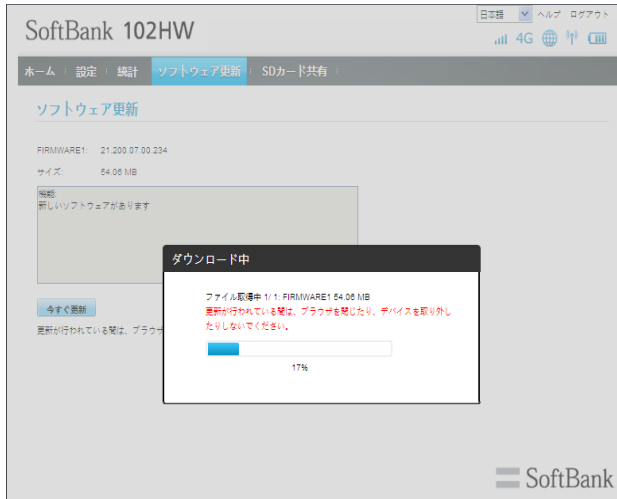 日本語 ヘルプ ログアウト
SoftBank 102HW
4G
ホーム 設定 統計 ソフトウェア更新 SDカード共有
ソフトウェア更新
FIRMWARE1: 21.200.07.00.234
サイズ: 54.06 MB
機能:
新しいソフトウェアがあります
ダウンロード中
ファイル取得中 1/ 1: FIRMWARE1 54.06 MB
更新が行われている間は、ブラウザを閉じたり、デバイスを取り外し
たりしないでください。
17%
今すぐ更新
更新が行われている間は、ブラウザ
SoftBank